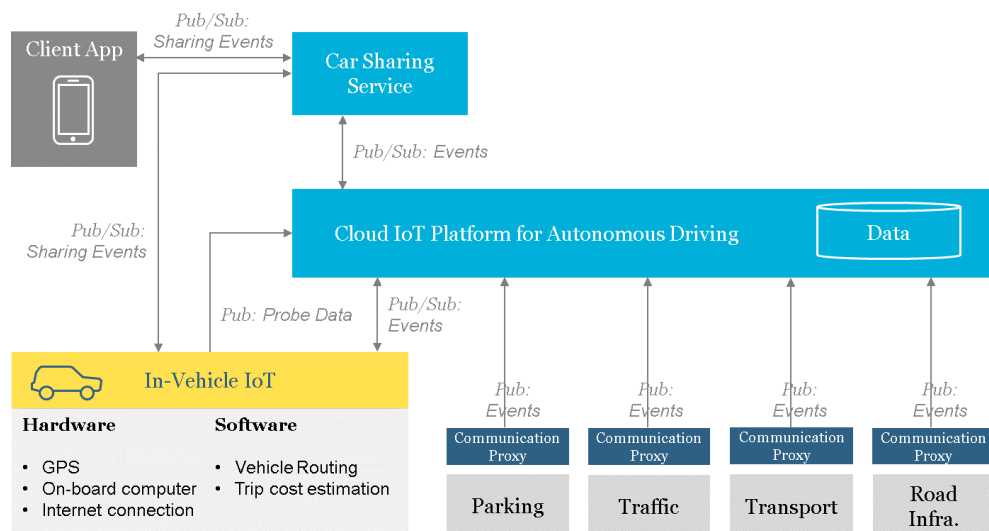 Pub/Sub:
Sharing Events
Client App
Car Sharing
Service
Pub/Sub: Events
Pub/Sub:
Sharing Events
Cloud IoT Platform for Autonomous Driving
Data
Pub: Probe Data
Pub/Sub:
Events
In-Vehicle IoT
Hardware
• GPS
• On-board computer
• Internet connection
Software
• Vehicle Routing
• Trip cost estimation
Pub:
Events
Communication
Proxy
Parking
Pub:
Events
Communication
Proxy
Traffic
Pub:
Events
Communication
Proxy
Transport
Pub:
Events
Communication
Proxy
Road
Infra.